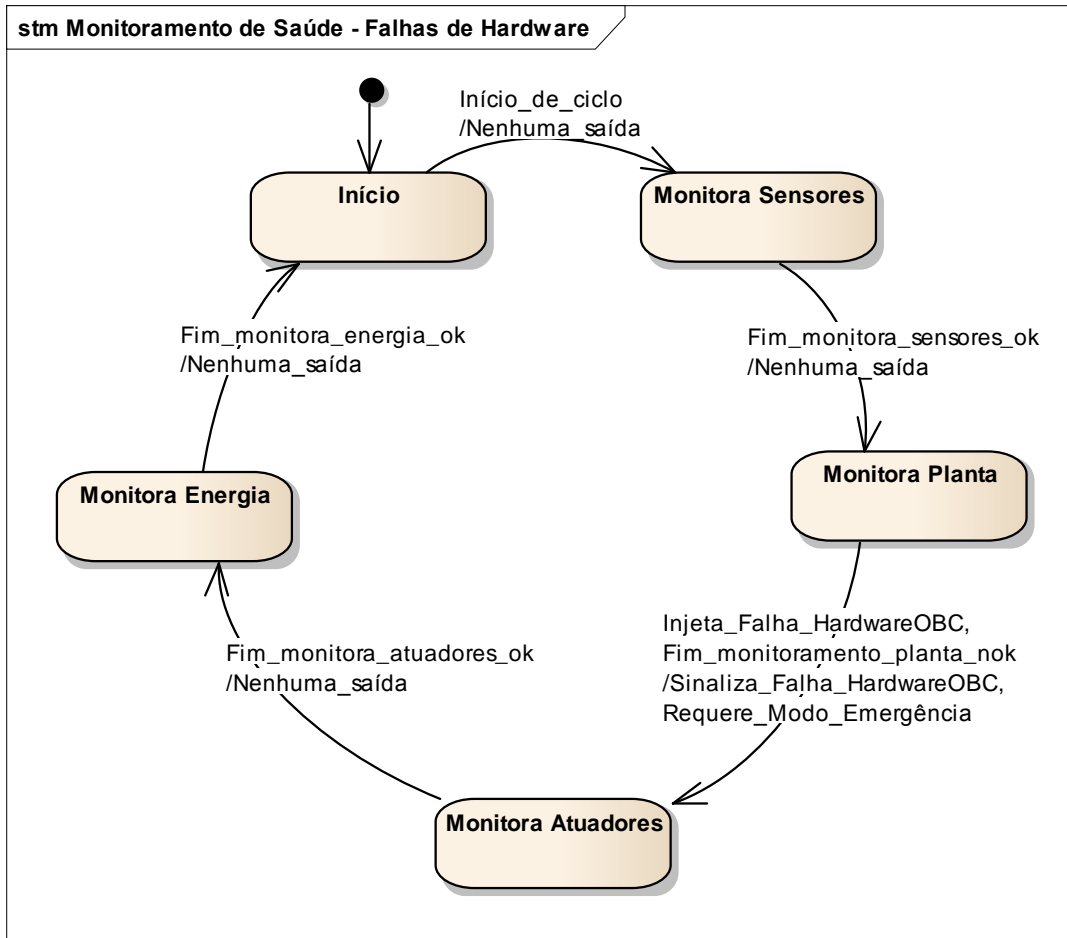 stm Monitoramento de Saúde - Falhas de Hardware
Início_de_ciclo
/Nenhuma_saída
Início
Monitora Sensores
Fim_monitora_energia_ok
/Nenhuma_saída
Fim_monitora_sensores_ok
/Nenhuma_saída
Monitora Energia
Monitora Planta
Injeta_Falha_HardwareOBC,
Fim_monitoramento_planta_nok
/Sinaliza_Falha_HardwareOBC,
Requere_Modo_Emergência
Fim_monitora_atuadores_ok
/Nenhuma_saída
Monitora Atuadores